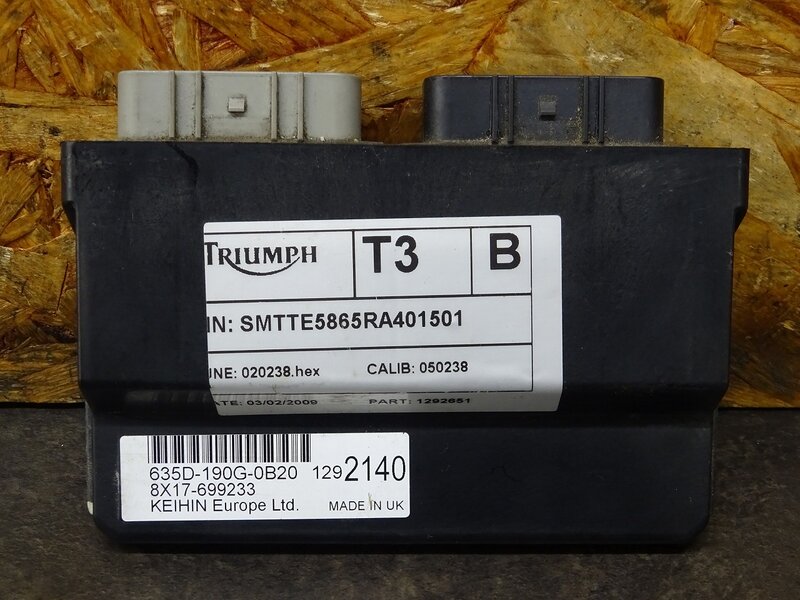 TRIUMPH T3 B
IN: SMTTE5865RA401501
UNE: 020238.hex CALIB: 050238
ATE: 03/02/2009 PART: 1292651
635D-190G-0B20 1292140
8X17-699233
KEIHIN Europe Ltd. MADE IN UK